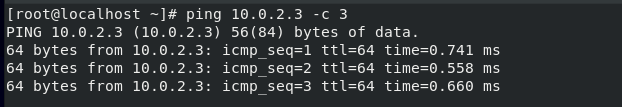 [root@localhost ~]# ping 10.0.2.3 -c 3
PING 10.0.2.3 (10.0.2.3) 56(84) bytes of data.
64 bytes from 10.0.2.3: icmp_seq=1 ttl=64 time=0.741 ms
64 bytes from 10.0.2.3: icmp_seq=2 ttl=64 time=0.558 ms
64 bytes from 10.0.2.3: icmp_seq=3 ttl=64 time=0.660 ms